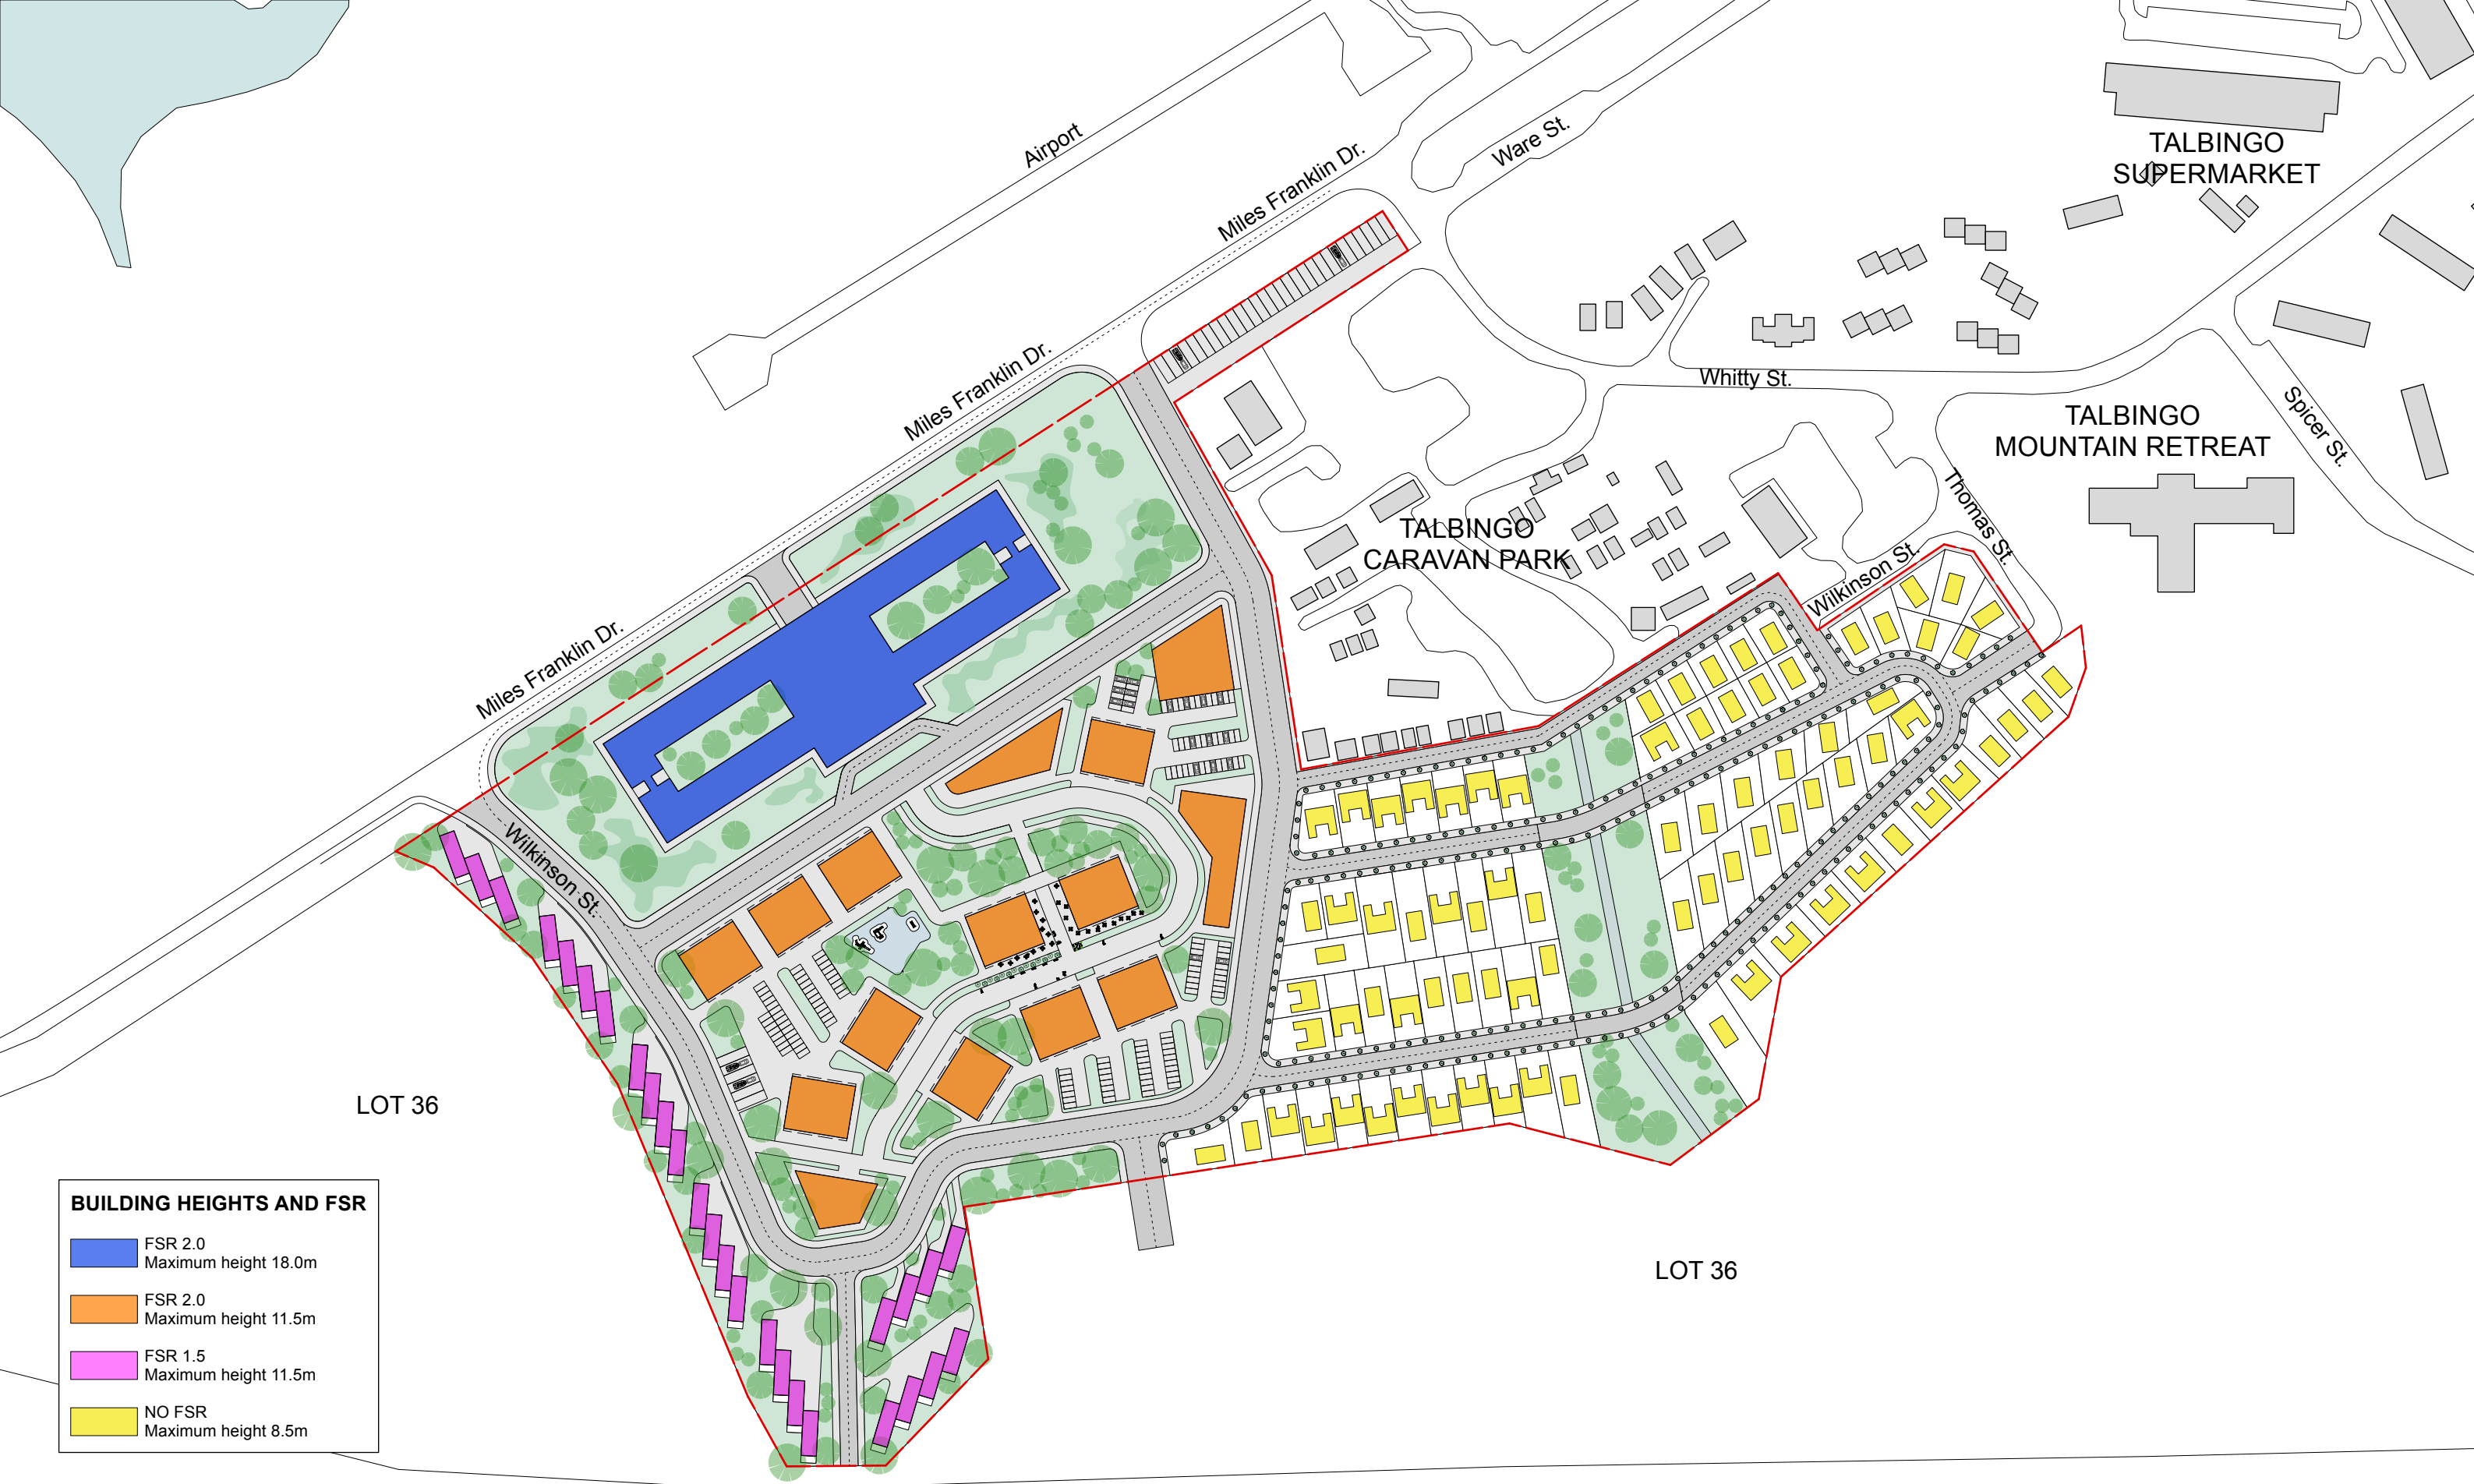 Airport
Miles Franklin Dr.
Ware St.
TALBINGO
SUPERMARKET
Miles Franklin Dr.
Whitty St.
Spicer St.
TALBINGO
MOUNTAIN RETREAT
Thomas St.
TALBINGO
CARAVAN PARK
Wilkinson St.
Miles Franklin Dr.
Wilkinson St.
LOT 36
LOT 36
BUILDING HEIGHTS AND FSR
FSR 2.0
Maximum height 18.0m
FSR 2.0
Maximum height 11.5m
FSR 1.5
Maximum height 11.5m
NO FSR
Maximum height 8.5m